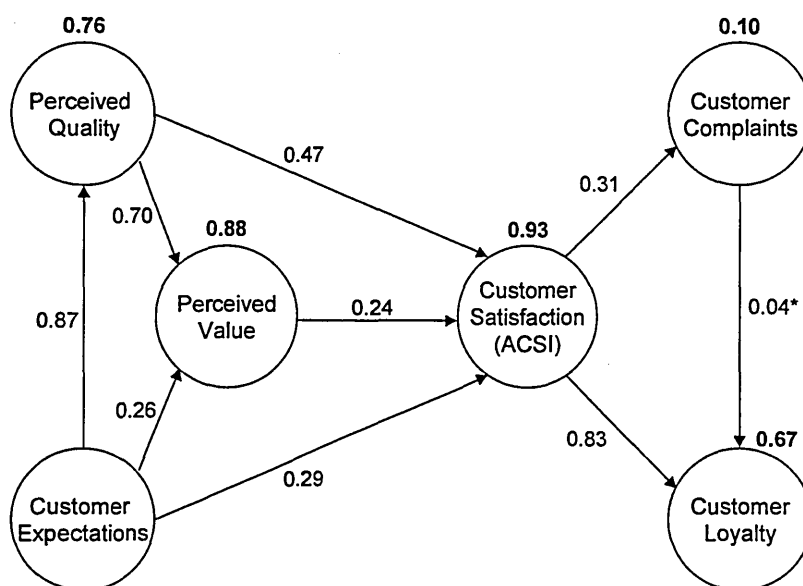 0.76
0.10
Perceived
Quality
Customer
Complaints
0.47
0.31
0.70
0.88
0.93
Perceived
Value
0.24
Customer
Satisfaction
(ACSI)
0.87
0.04*
0.26
0.29
0.83
0.67
Customer
Expectations
Customer
Loyalty